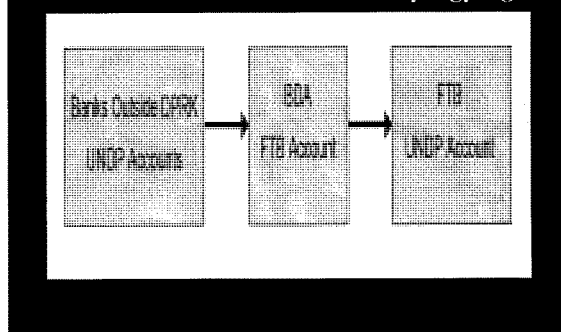 Banks Outside DPRK
UNDP Accounts
BDA
FTB Account
FTB
UNDP Account